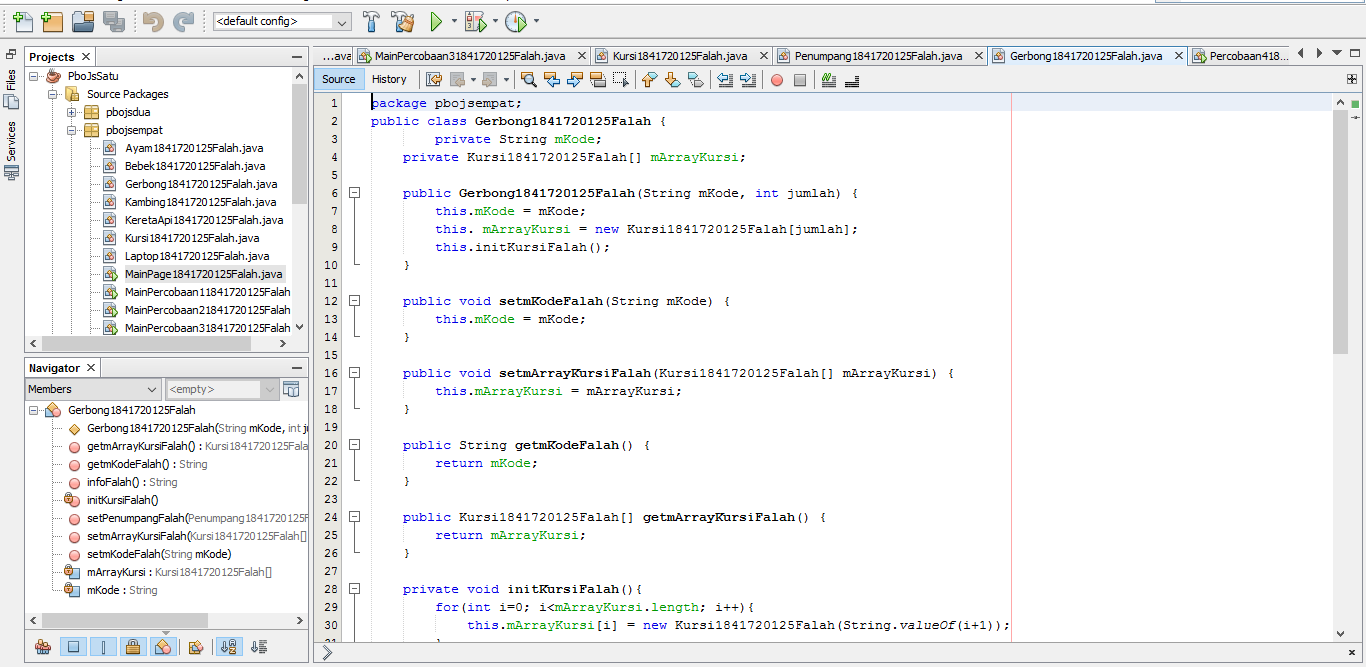 <default config>
Projects
PboJsSatu
Source Packages
pbojsdua
pbojsempat
Ayam1841720125Falah.java
Bebek1841720125Falah.java
Gerbong1841720125Falah.java
Kambing1841720125Falah.java
KeretaApi1841720125Falah.java
Kursi1841720125Falah.java
Laptop1841720125Falah.java
MainPage1841720125Falah.java
MainPercobaan11841720125Falah
MainPercobaan21841720125Falah
MainPercobaan31841720125Falah
Files
Services
Navigator
Members
<empty>
Gerbong1841720125Falah
Gerbong1841720125Falah(String mKode, int j
getmArrayKursiFalah() : Kursi1841720125Fala
getmKodeFalah() : String
infoFalah() : String
initKursiFalah()
setPenumpangFalah(Penumpang1841720125F
setmArrayKursiFalah(Kursi1841720125Falah[]
setmKodeFalah(String mKode)
mArrayKursi : Kursi1841720125Falah[]
mKode : String
...ava MainPercobaan31841720125Falah.java Kursi1841720125Falah.java Penumpang1841720125Falah.java Gerbong1841720125Falah.java Percobaan418...
Source History
1 package pbojsempat;
2 public class Gerbong1841720125Falah {
3 private String mKode;
4 private Kursi1841720125Falah[] mArrayKursi;
5
6 public Gerbong1841720125Falah(String mKode, int jumlah) {
7 this.mKode = mKode;
8 this. mArrayKursi = new Kursi1841720125Falah[jumlah];
9 this.initKursiFalah();
10 }
11
12 public void setmKodeFalah(String mKode) {
13 this.mKode = mKode;
14 }
15
16 public void setmArrayKursiFalah(Kursi1841720125Falah[] mArrayKursi) {
17 this.mArrayKursi = mArrayKursi;
18 }
19
20 public String getmKodeFalah() {
21 return mKode;
22 }
23
24 public Kursi1841720125Falah[] getmArrayKursiFalah() {
25 return mArrayKursi;
26 }
27
28 private void initKursiFalah(){
29 for(int i=0; i<mArrayKursi.length; i++){
30 this.mArrayKursi[i] = new Kursi1841720125Falah(String.valueOf(i+1));